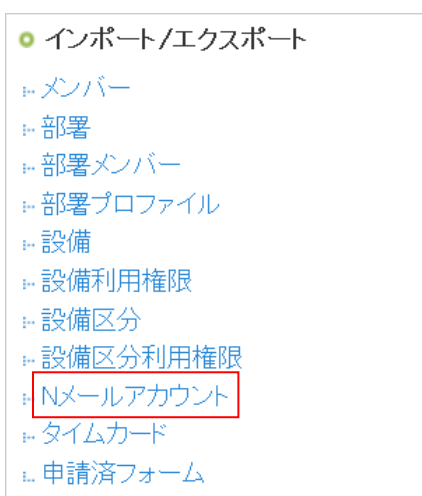 インポート/エクスポート
メンバー
部署
部署メンバー
部署プロファイル
設備
設備利用権限
設備区分
設備区分利用権限
Nメールアカウント
タイムカード
申請済フォーム